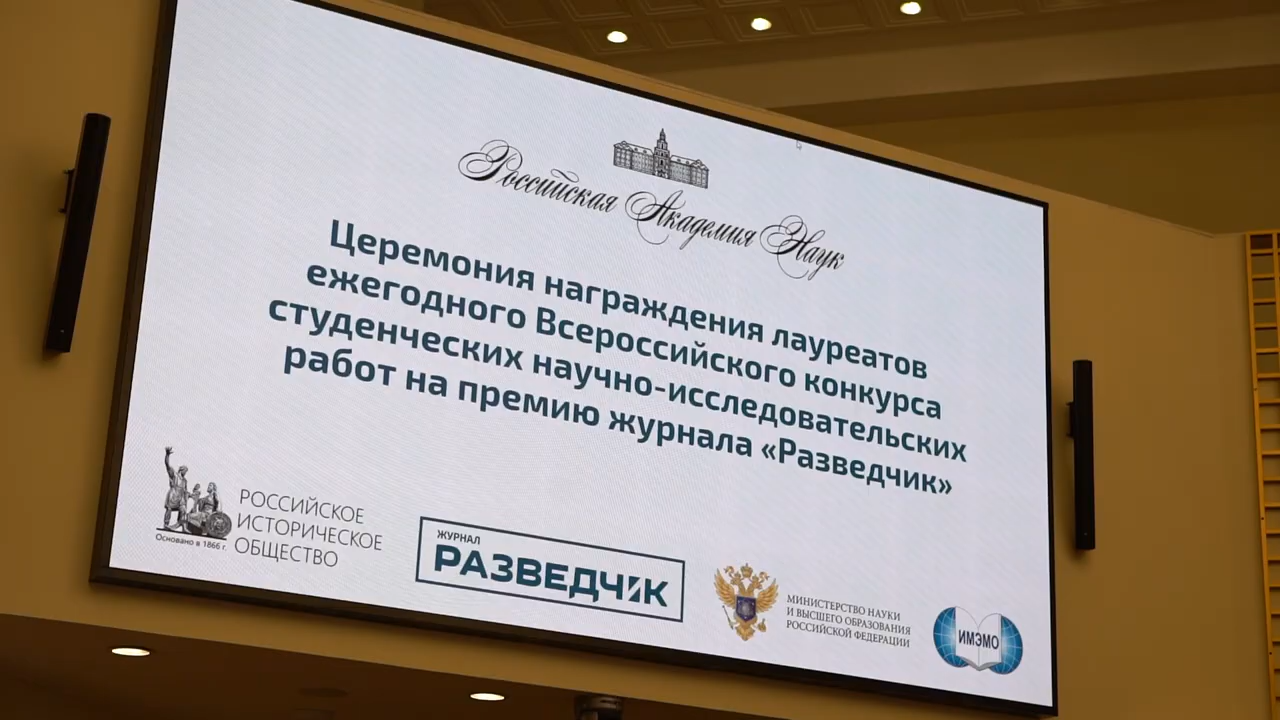 Российская Академия Наук
Церемония награждения лауреатов
ежегодного Всероссийского конкурса
студенческих научно-исследовательских
работ на премию журнала «Разведчик»
РОССИЙСКОЕ
ИСТОРИЧЕСКОЕ
ОБЩЕСТВО
Основано в 1866 г.
ЖУРНАЛ
РАЗВЕДЧИК
МИНИСТЕРСТВО НАУКИ
И ВЫСШЕГО ОБРАЗОВАНИЯ
РОССИЙСКОЙ ФЕДЕРАЦИИ
ИМЭМО